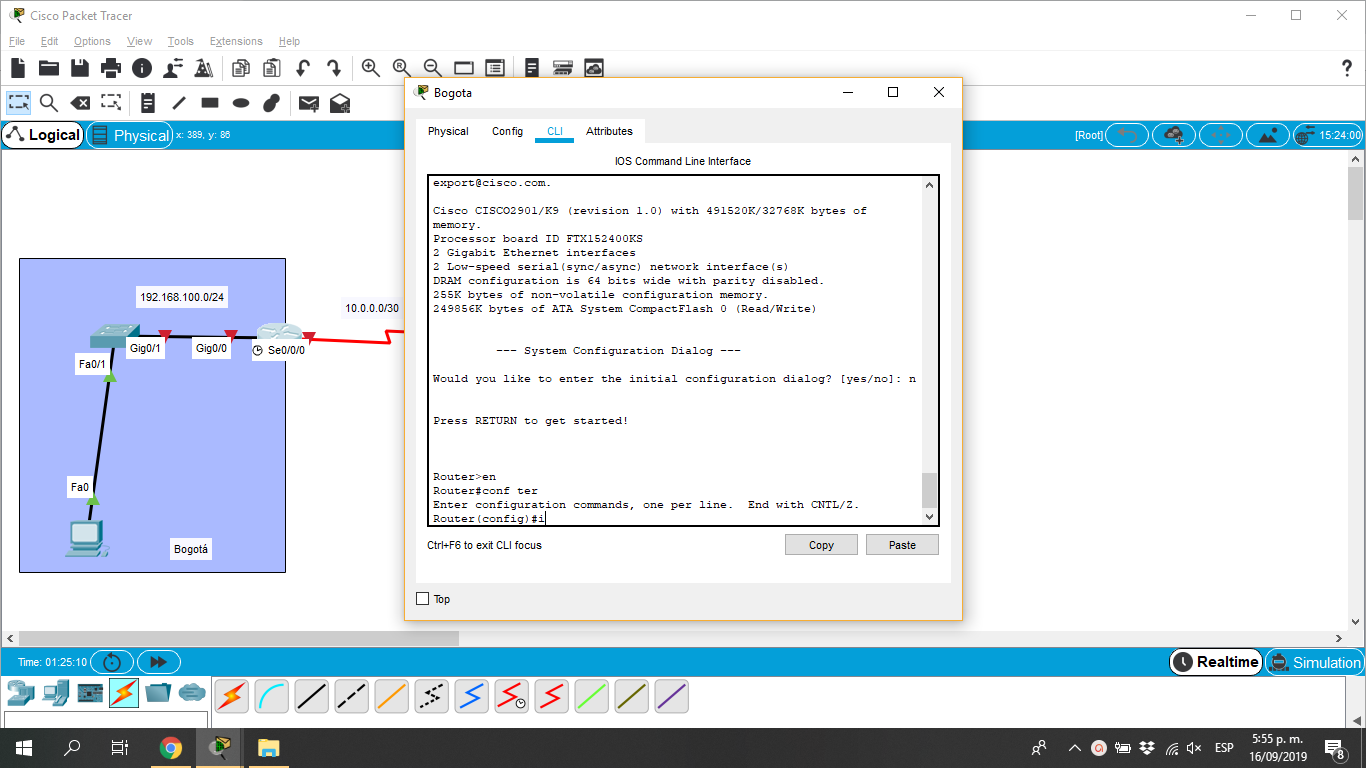 Cisco Packet Tracer
File Edit Options View Tools Extensions Help
?
Logical Physical x: 389, y: 86 [Root] 15:24:00
192.168.100.0/24
10.0.0.0/30
Gig0/1 Gig0/0 Se0/0/0
Fa0/1
Fa0
Bogotá
Bogota
Physical Config CLI Attributes
IOS Command Line Interface
export@cisco.com.
Cisco CISCO2901/K9 (revision 1.0) with 491520K/32768K bytes of
memory.
Processor board ID FTX152400KS
2 Gigabit Ethernet interfaces
2 Low-speed serial(sync/async) network interface(s)
DRAM configuration is 64 bits wide with parity disabled.
255K bytes of non-volatile configuration memory.
249856K bytes of ATA System CompactFlash 0 (Read/Write)
--- System Configuration Dialog ---
Would you like to enter the initial configuration dialog? [yes/no]: n
Press RETURN to get started!
Router>en
Router#conf ter
Enter configuration commands, one per line. End with CNTL/Z.
Router(config)#i
Ctrl+F6 to exit CLI focus Copy Paste
Top
Time: 01:25:10 Realtime Simulation
ESP
5:55 p. m.
16/09/2019
8